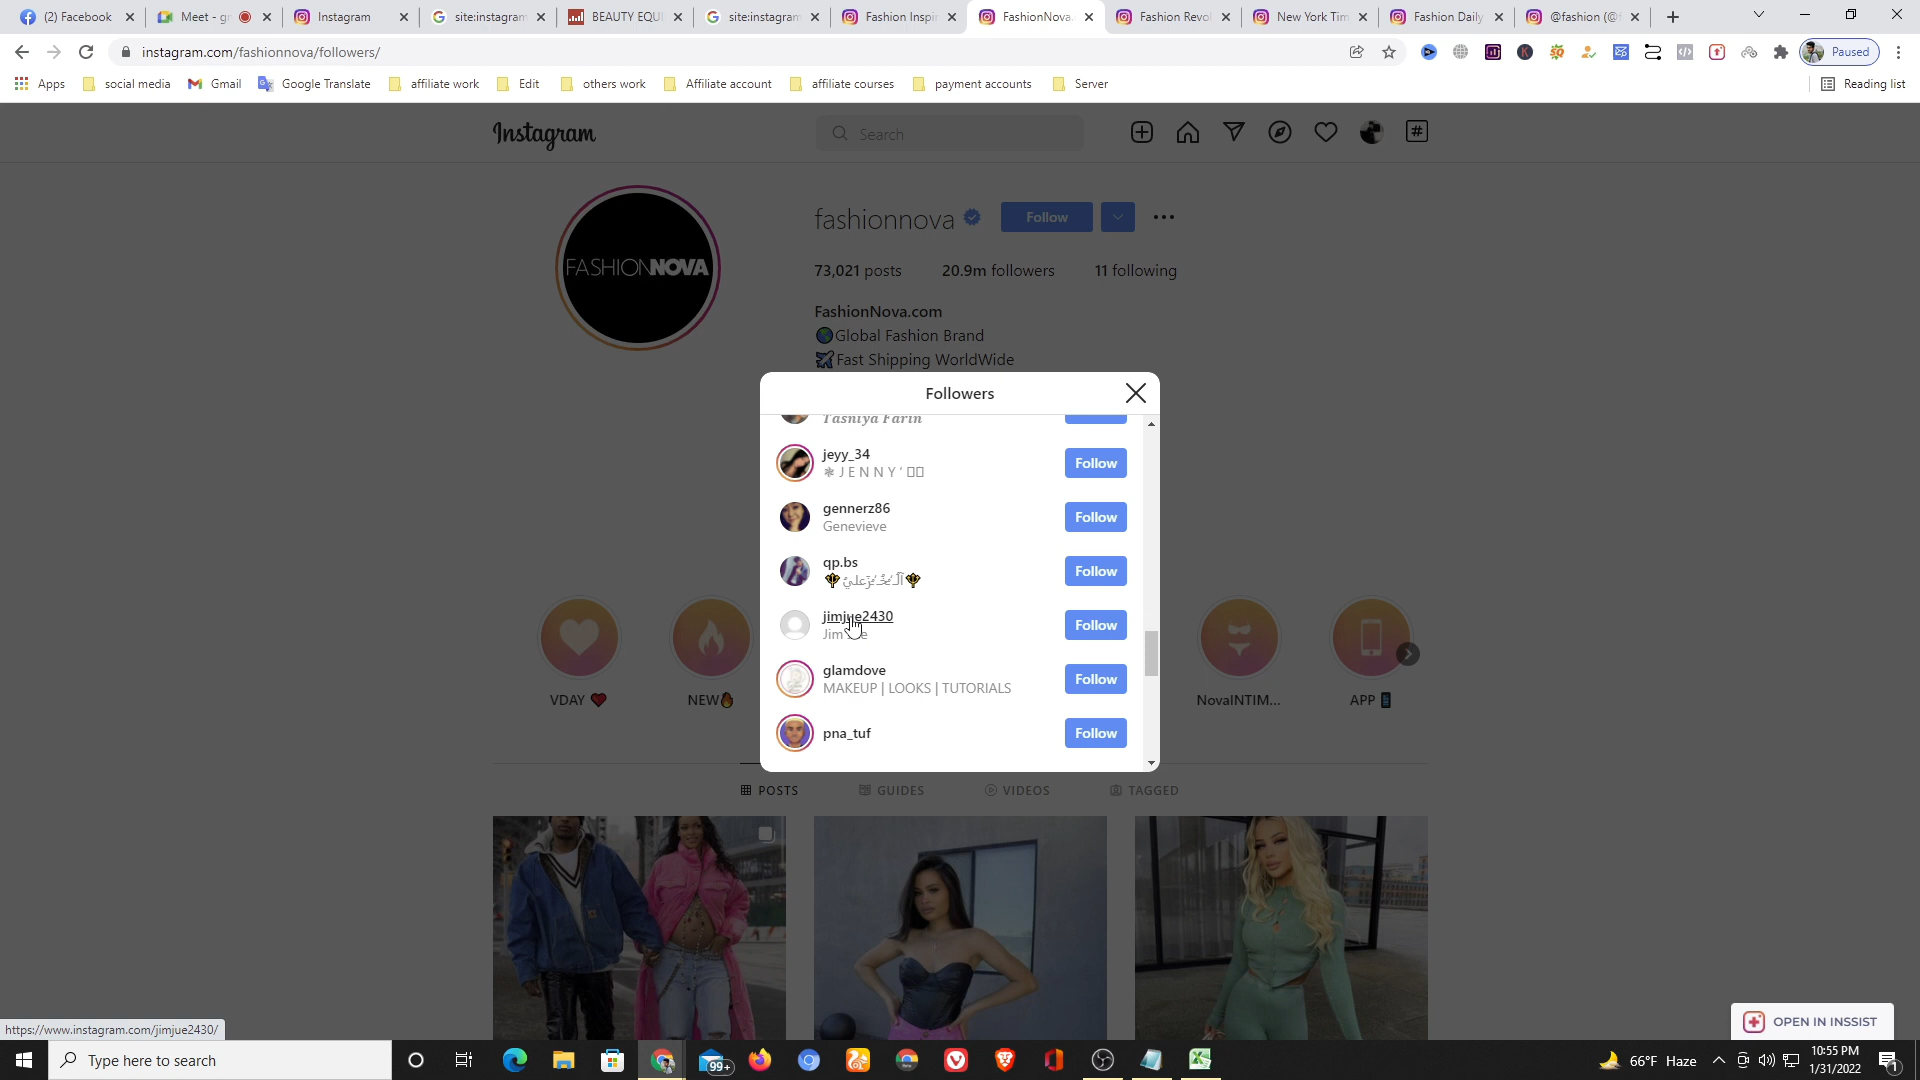 (2) Facebook
Meet - gr
Instagram
site:instagram
BEAUTY EQUI
site:instagram
Fashion Inspir
FashionNova.
Fashion Revol
New York Tim
Fashion Daily
@fashion (@f
instagram.com/fashionnova/followers/
Paused
Apps
social media
Gmail
Google Translate
affiliate work
Edit
others work
Affiliate account
affiliate courses
payment accounts
Server
Reading list
Instagram
Search
fashionnova
Follow
FASHIONNOVA
73,021 posts 20.9m followers 11 following
FashionNova.com
🌍Global Fashion Brand
✈️Fast Shipping WorldWide
Followers
Tasniya Farin
jeyy_34
❃ J E N N Y ’ ▯▯
Follow
gennerz86
Genevieve
Follow
qp.bs
Follow
jimjue2430
Follow
glamdove
MAKEUP | LOOKS | TUTORIALS
Follow
pna_tuf
Follow
VDAY ❤️
NEW🔥
NovaINTIM...
APP📱
POSTS
GUIDES
VIDEOS
TAGGED
OPEN IN INSSIST
https://www.instagram.com/jimjue2430/
Type here to search
99+
66°F Haze
10:55 PM
1/31/2022
1